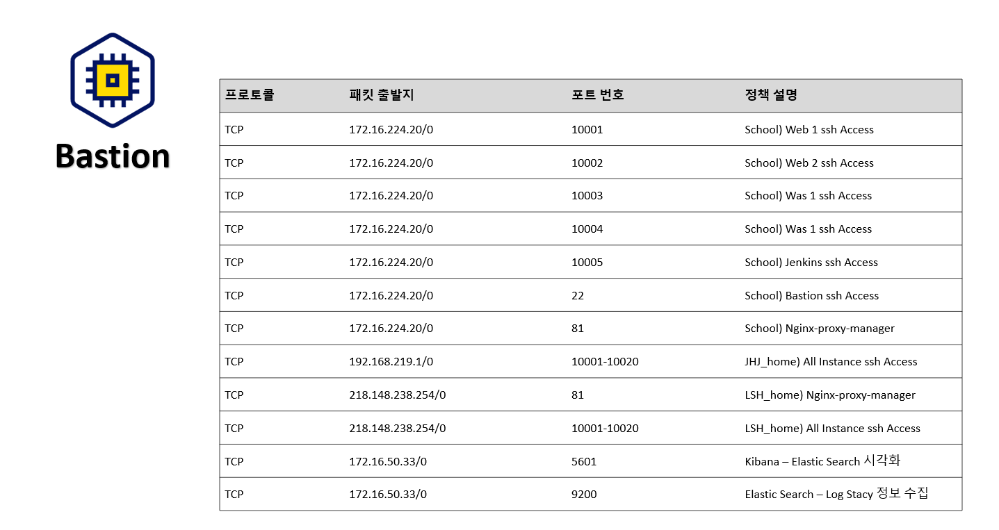 Bastion
프로토콜 패킷 출발지 포트 번호 정책 설명
TCP 172.16.224.20/0 10001 School) Web 1 ssh Access
TCP 172.16.224.20/0 10002 School) Web 2 ssh Access
TCP 172.16.224.20/0 10003 School) Was 1 ssh Access
TCP 172.16.224.20/0 10004 School) Was 1 ssh Access
TCP 172.16.224.20/0 10005 School) Jenkins ssh Access
TCP 172.16.224.20/0 22 School) Bastion ssh Access
TCP 172.16.224.20/0 81 School) Nginx-proxy-manager
TCP 192.168.219.1/0 10001-10020 JHJ_home) All Instance ssh Access
TCP 218.148.238.254/0 81 LSH_home) Nginx-proxy-manager
TCP 218.148.238.254/0 10001-10020 LSH_home) All Instance ssh Access
TCP 172.16.50.33/0 5601 Kibana – Elastic Search 시각화
TCP 172.16.50.33/0 9200 Elastic Search – Log Stacy 정보 수집